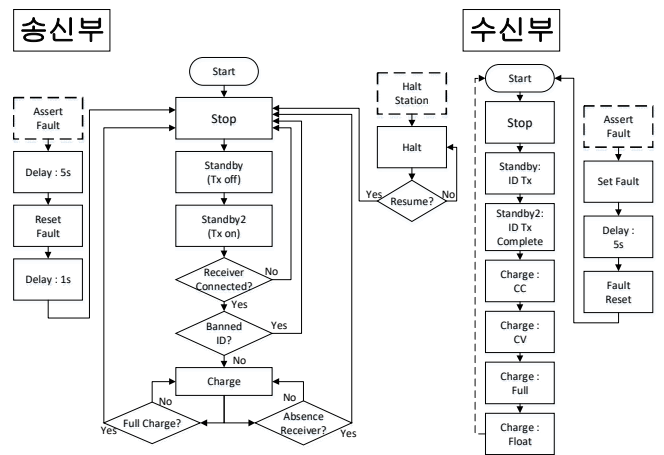 송신부
Start
Assert
Fault
Delay : 5s
Reset
Fault
Delay : 1s
Stop
Standby
(Tx off)
Standby2
(Tx on)
Receiver
Connected?
No
Yes
Banned
ID?
Yes
No
Charge
No
Full Charge?
Yes
No
Absence
Receiver?
Yes
Halt
Station
Halt
Resume?
Yes
No
수신부
Start
Stop
Standby:
ID Tx
Standby2:
ID Tx
Complete
Charge :
CC
Charge :
CV
Charge :
Full
Charge :
Float
Assert
Fault
Set Fault
Delay :
5s
Fault
Reset